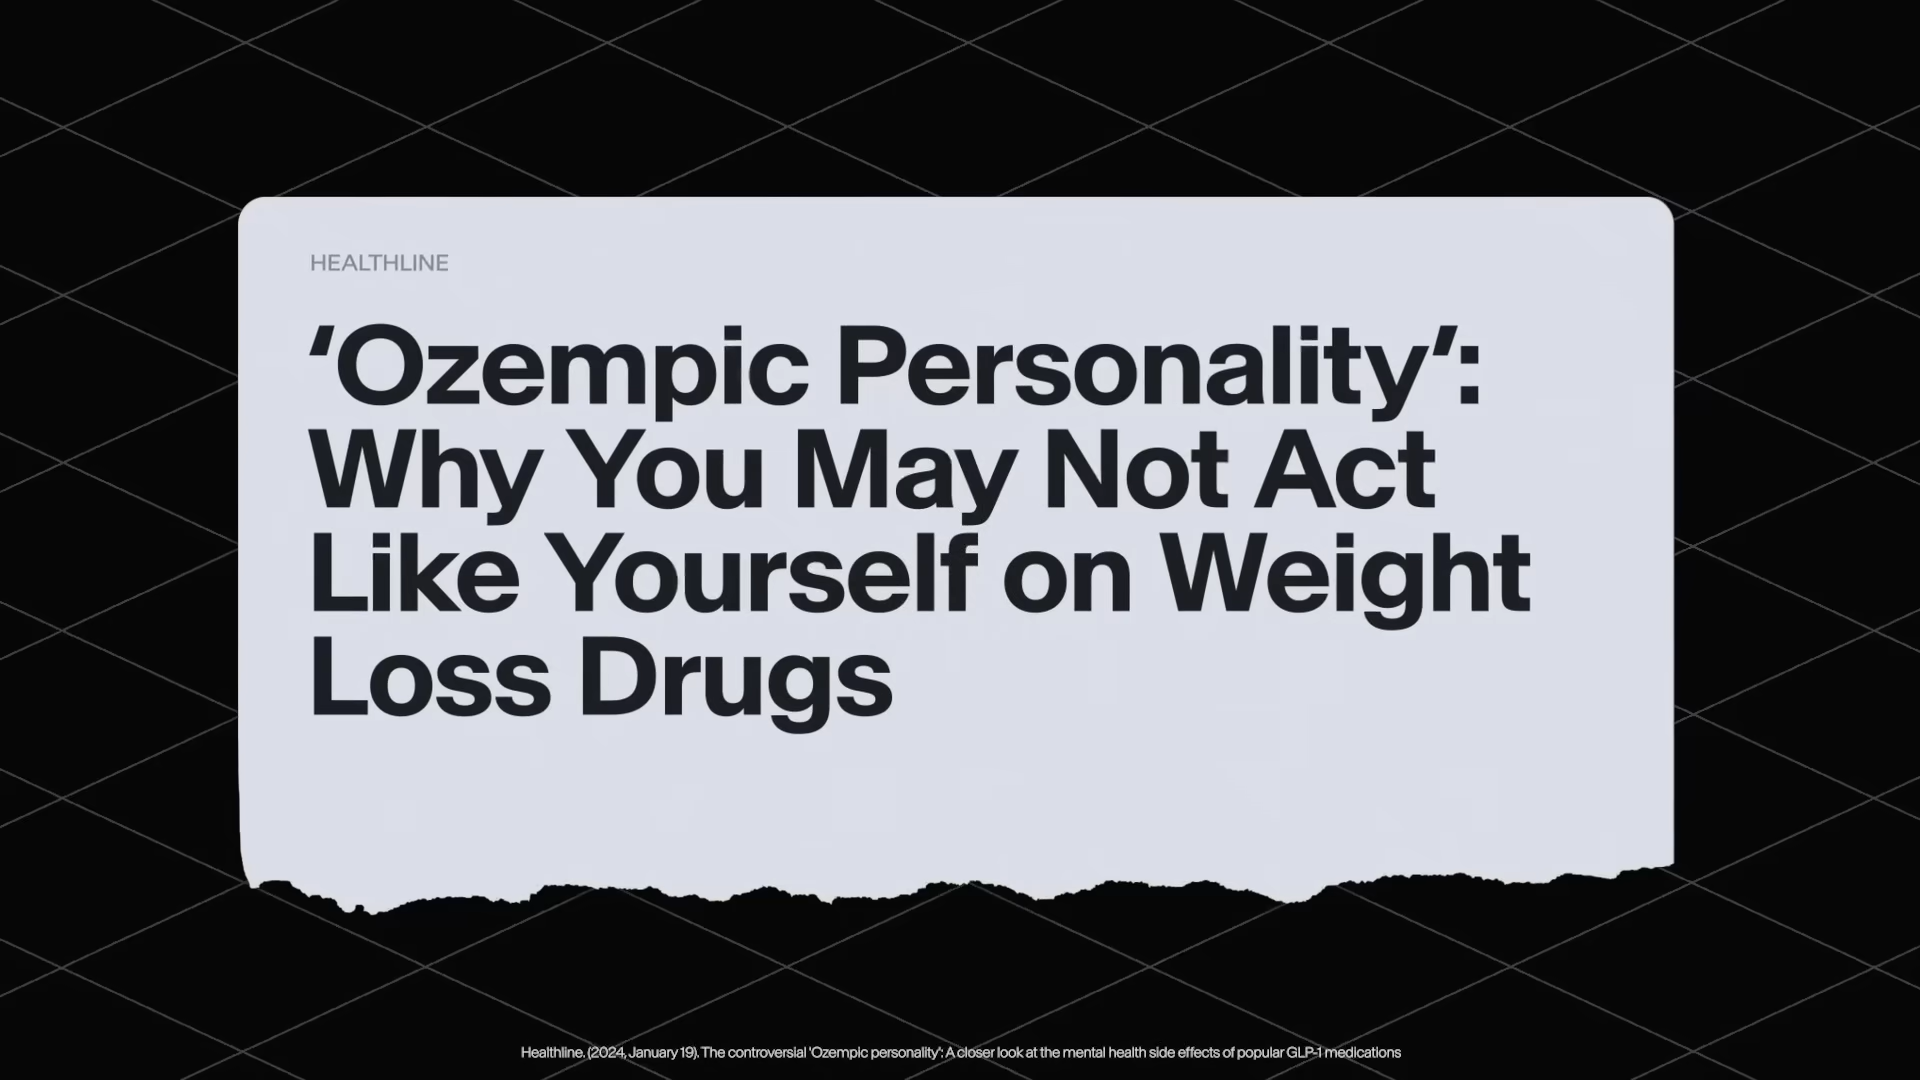 HEALTHLINE
‘Ozempic Personality‘:
Why You May Not Act
Like Yourself on Weight
Loss Drugs
Healthline. (2024, January 19). The controversial 'Ozempic personality': A closer look at the mental health side effects of popular GLP-1 medications